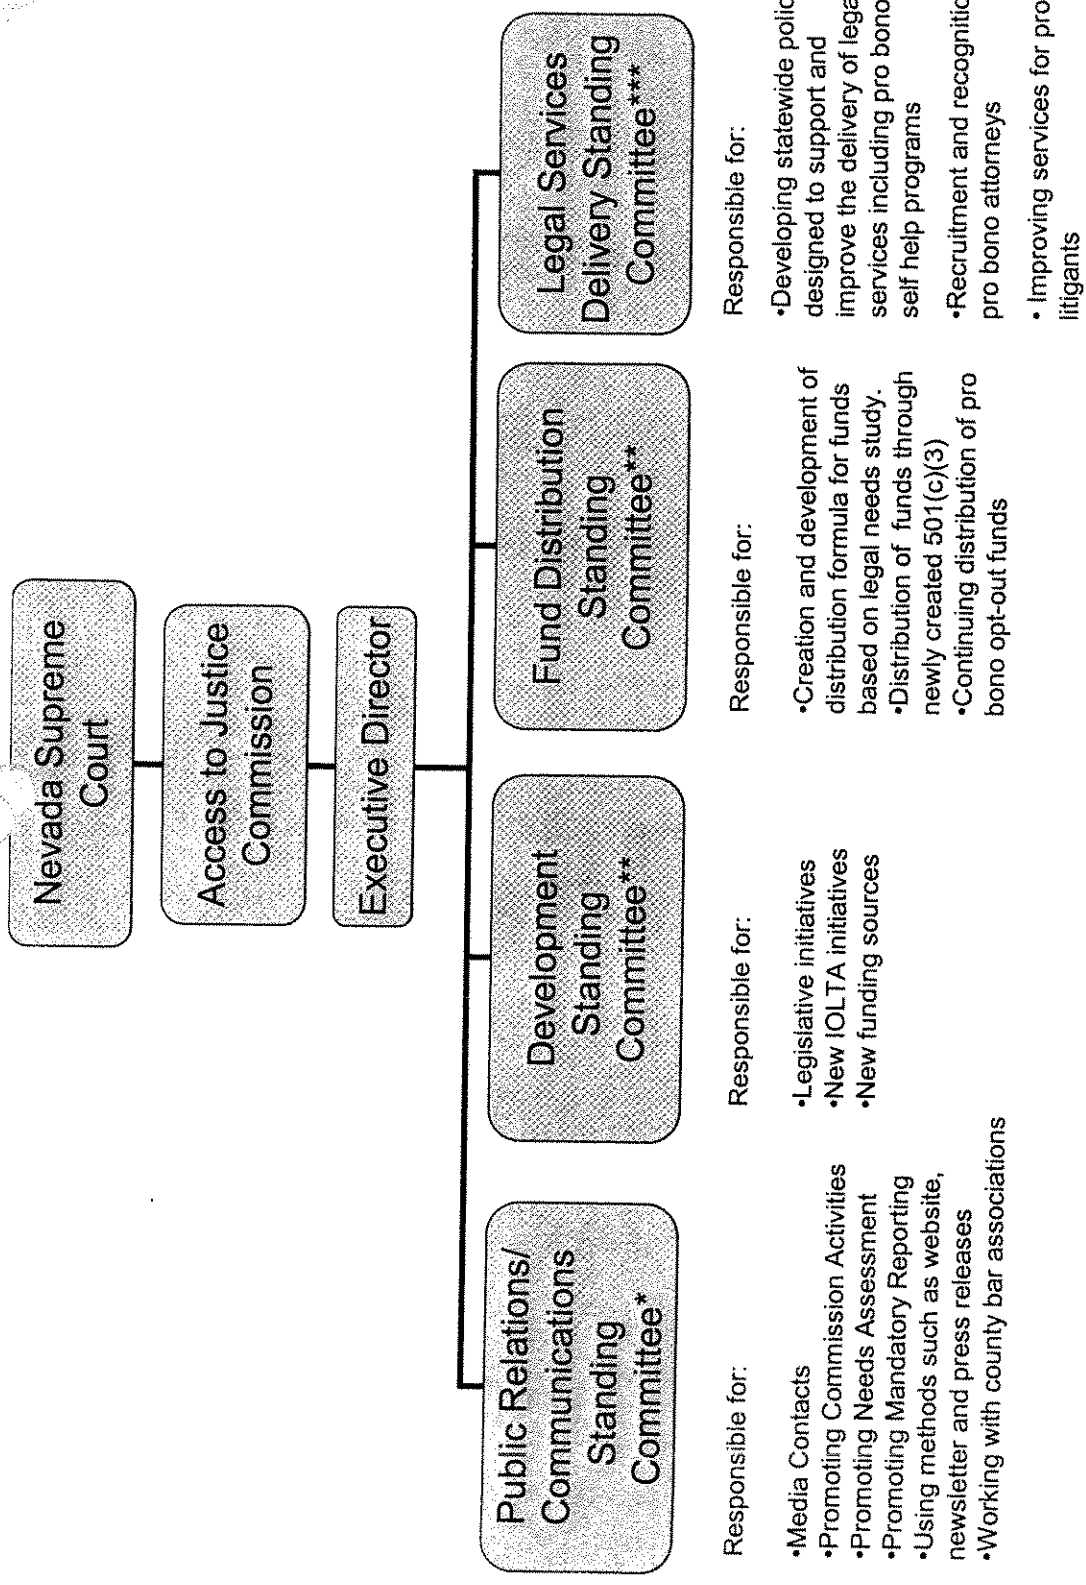 Nevada Supreme
Court
Access to Justice
Commission
Executive Director
Public Relations/
Communications
Standing
Committee*
Responsible for:
•Media Contacts
•Promoting Commission Activities
•Promoting Needs Assessment
•Promoting Mandatory Reporting
•Using methods such as website,
newsletter and press releases
•Working with county bar associations
Development
Standing
Committee**
Responsible for:
•Legislative initiatives
•New IOLTA initiatives
•New funding sources
Fund Distribution
Standing
Committee**
Responsible for:
•Creation and development of
distribution formula for funds
based on legal needs study.
•Distribution of funds through
newly created 501(c)(3)
•Continuing distribution of pro
bono opt-out funds
Legal Services
Delivery Standing
Committee***
Responsible for:
•Developing statewide
designed to support and
improve the delivery of
services including pro bono
self help programs
•Recruitment and
pro bono attorneys
• Improving services for pro
litigants